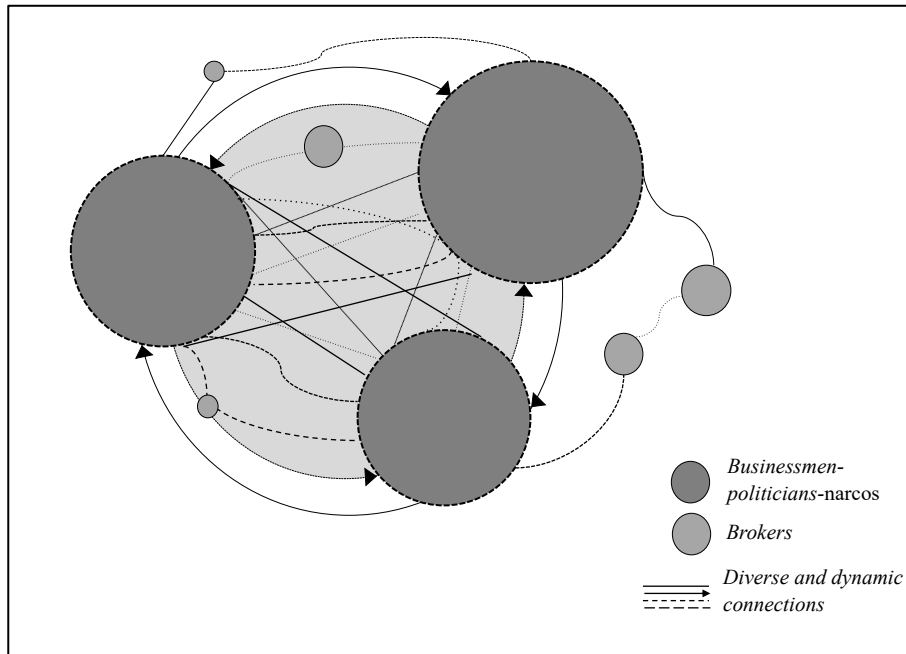 Businessmen-
politicians-narcos
Brokers
Diverse and dynamic
connections